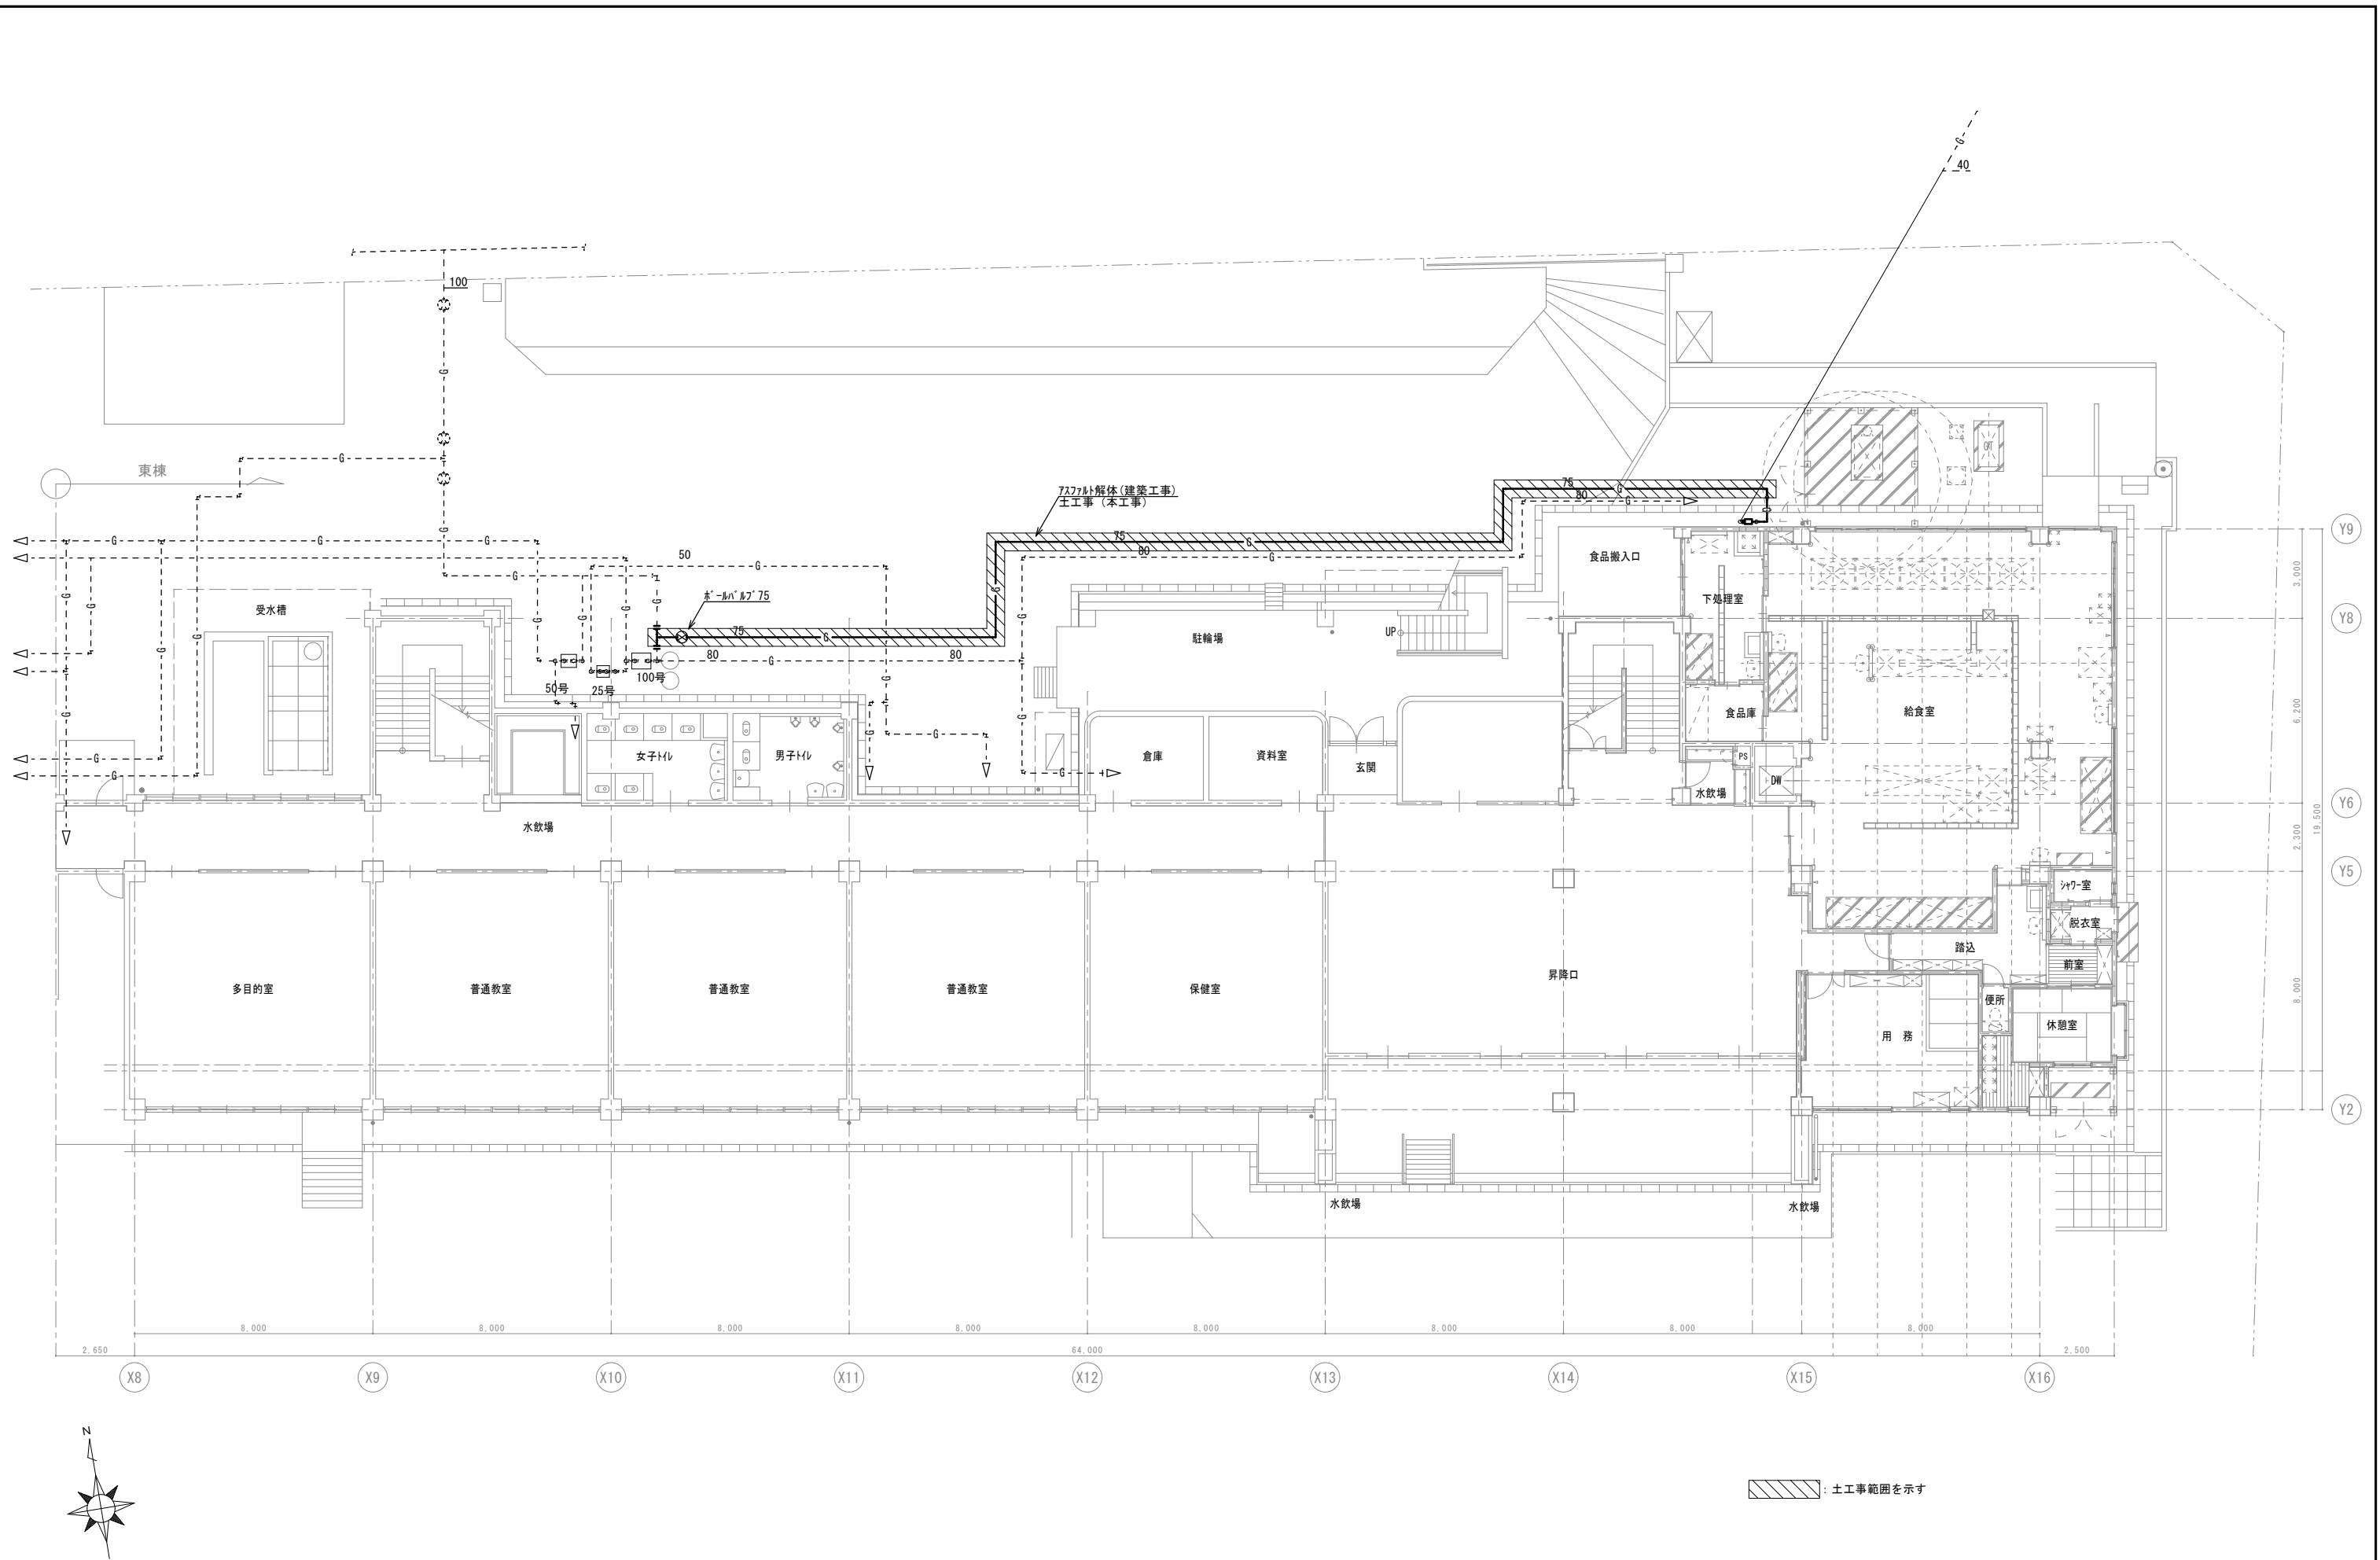 G
40
100
G
東棟
G
G
75
G
80
G
アスファルト解体(建築工事)
土工事 (本工事)
75
G
80
G
Y9
G
G
G
50
G
G
食品搬入口
3,000
G
G
G
G
G
G
ボールバルブ75
G
下処理室
受水槽
G
G
G
G
75
G
駐輪場
UP
Y8
80
G
80
G
50号
25号
100号
G
G
G
G
食品庫
給食室
6,200
G
G
G
女子トイレ
男子トイレ
倉庫
資料室
玄関
PS
G
G
DW
水飲場
Y6
水飲場
2,300
19,500
Y5
シャワー室
脱衣室
踏込
前室
多目的室
普通教室
普通教室
普通教室
保健室
昇降口
8,000
便所
用 務
休憩室
Y2
水飲場
水飲場
8,000
8,000
8,000
8,000
8,000
8,000
8,000
8,000
2,650
64,000
2,500
X8
X9
X10
X11
X12
X13
X14
X15
X16
N
: 土工事範囲を示す